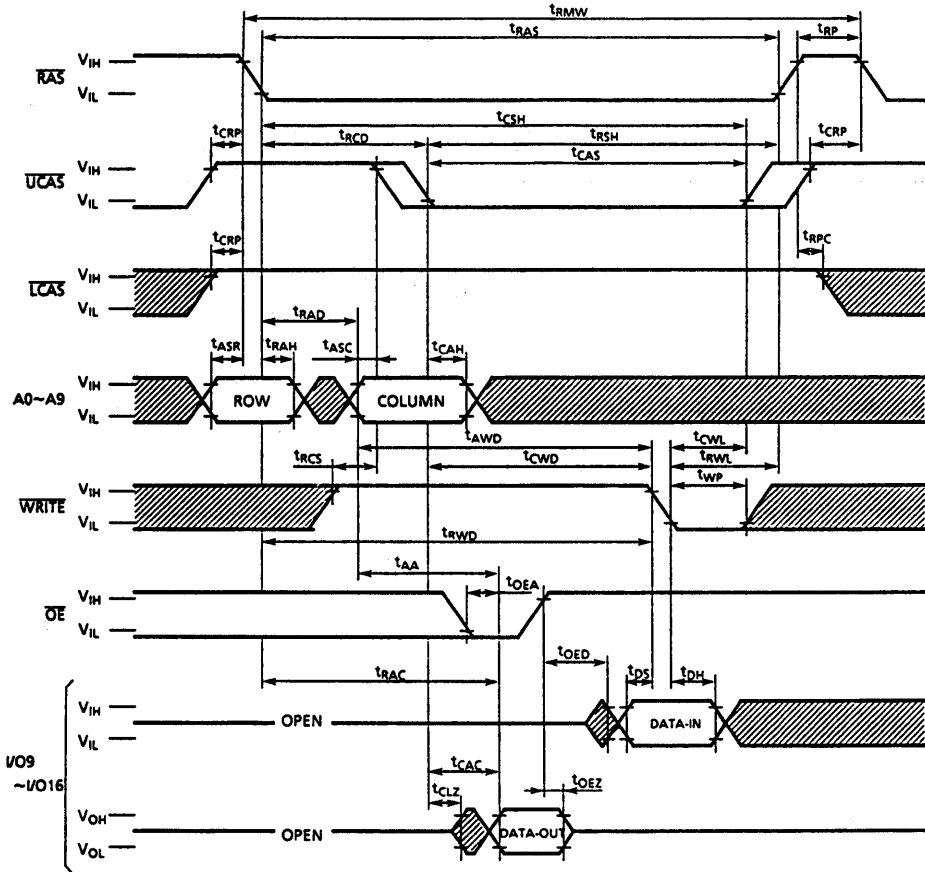 tRMW
tRAS
tRP
RAS
VIH
VIL
tCSH
tCRP
tRCD
tRSH
tCRP
tCAS
UCAS
VIH
VIL
tCRP
tRPC
LCAS
VIH
VIL
tRAD
tASR
tRAH
tASC
tCAH
A0~A9
VIH
VIL
ROW
COLUMN
tAWD
tCWL
tRCS
tCWD
tRWL
tWP
WRITE
VIH
VIL
tRWD
tAA
tOEA
OE
VIH
VIL
tOED
tRAC
tDS
tDH
VIH
VIL
OPEN
DATA-IN
I/O9
~I/O16
tCAC
tOEZ
tCLZ
VOH
VOL
OPEN
DATA-OUT